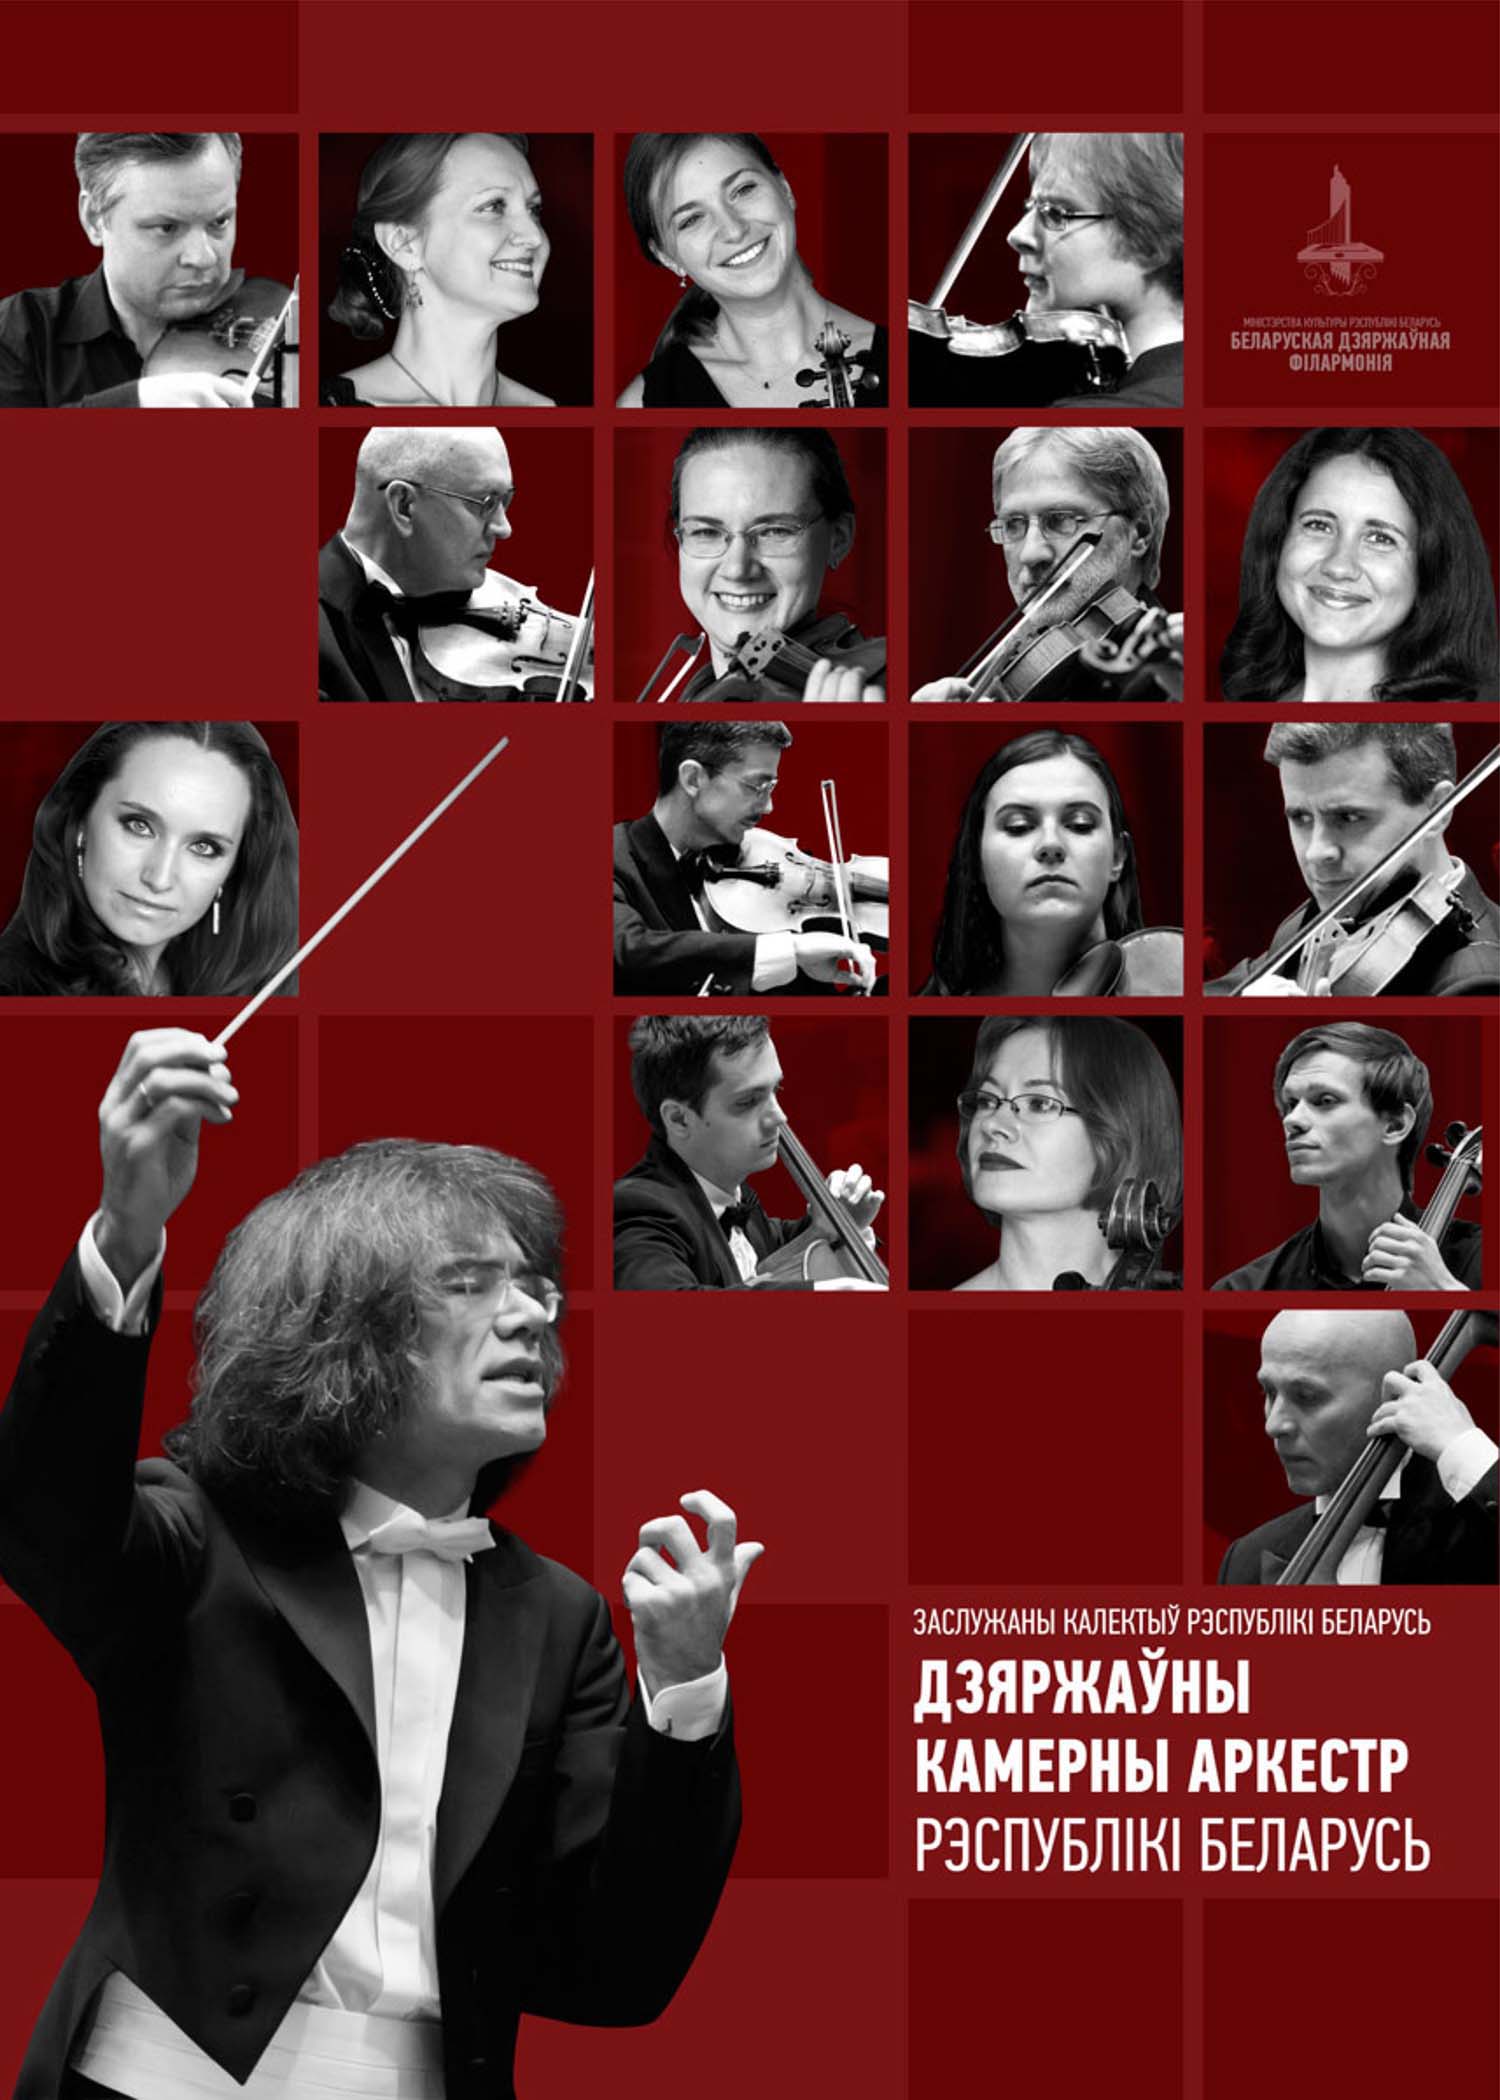 МІНІСТЭРСТВА КУЛЬТУРЫ РЭСПУБЛІКІ БЕЛАРУСЬ
БЕЛАРУСКАЯ ДЗЯРЖАЎНАЯ
ФІЛАРМОНІЯ
ЗАСЛУЖАНЫ КАЛЕКТЫЎ РЭСПУБЛІКІ БЕЛАРУСЬ
ДЗЯРЖАЎНЫ
КАМЕРНЫ АРКЕСТР
РЭСПУБЛІКІ БЕЛАРУСЬ